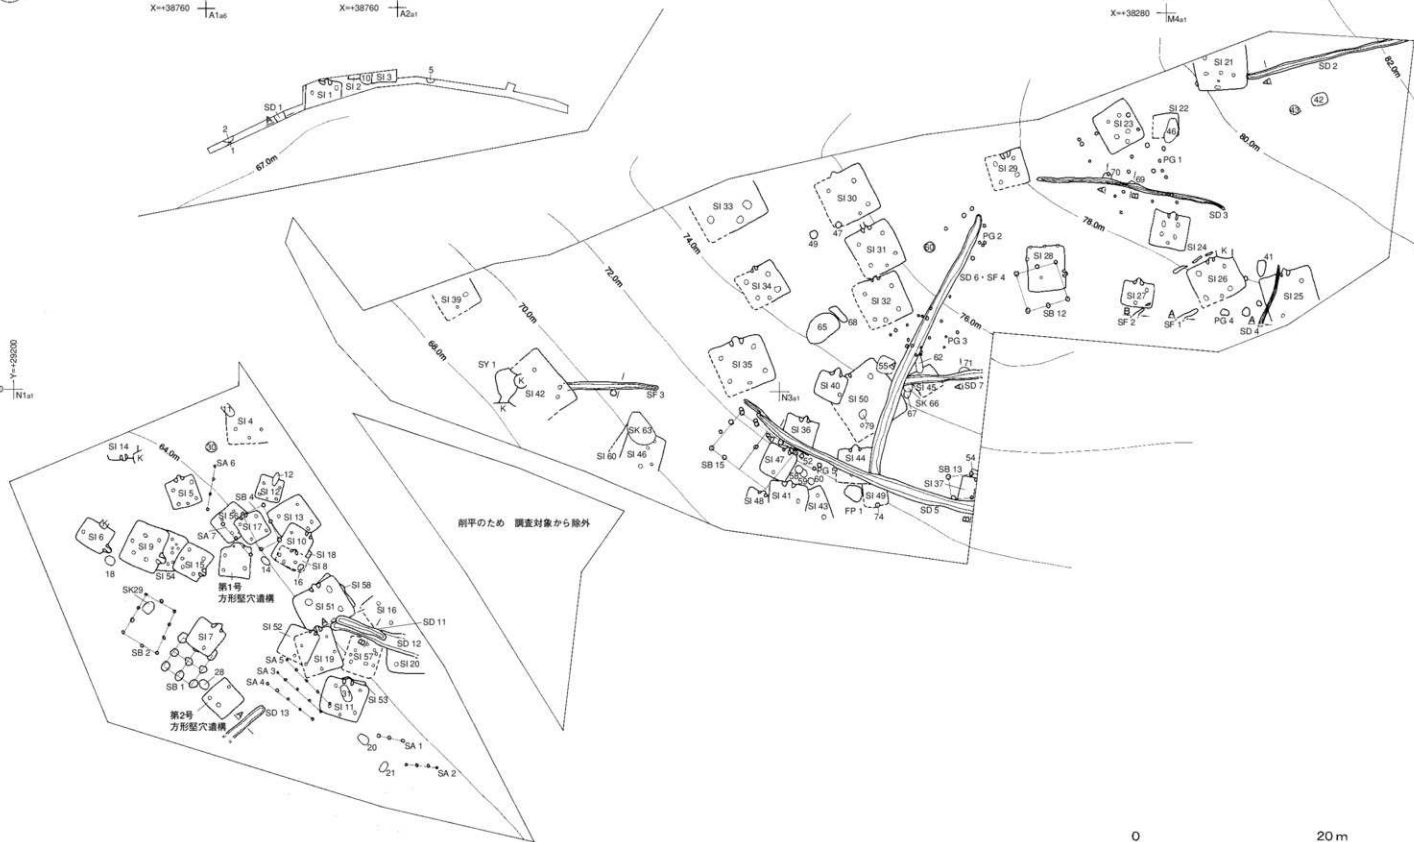 X=+38760
A1a6
X=+38760
A2a1
X=+38280
M4a1
Y=+29200
N1a1
N3a1
SI 1
SI 2
10
SI 3
5
SD 1
A
2
1
67.0m
SI 21
SD 2
A
82.0m
42
43
80.0m
SI 22
46
SI 23
PG 1
SI 29
70
69
A
B
SD 3
78.0m
SI 24
K
SI 26
41
SI 25
SI 28
SB 12
SI 27
B
SF 2
A
SF 1
PG 4
A
SD 4
SI 33
SI 30
47
49
SI 31
60
PG 2
SD 6・SF 4
74.0m
SI 34
SI 32
68
65
76.0m
PG 3
72.0m
SI 39
70.0m
68.0m
SY 1
K
K
SI 42
SF 3
SK 63
SI 60
SI 46
SI 35
55
62
71
SI 40
SI 50
SI 45
SD 7
SK 66
67
79
SI 36
SB 15
SI 47
52
58
59
PG 5
60
SI 44
SI 48
SI 41
SI 43
FP 1
SI 49
74
SD 5
B
54
SB 13
SI 37
削平のため 調査対象から除外
11
SI 4
30
64.0m
SI 14
K
SA 6
SI 5
12
SI 12
SB 4
SI 56
SI 17
SI 13
SA 7
SI 10
SI 18
SI 8
SI 6
SI 9
18
SI 54
SI 15
14
16
第1号
方形竪穴遺構
SK29
SB 2
SI 7
SB 1
28
第2号
方形竪穴遺構
SD 13
A
SI 58
SI 51
SI 16
SD 11
SI 52
A
B
SD 12
SI 19
SI 57
SI 20
SA 5
SA 3
SA 4
31
SI 11
SI 53
20
SA 1
21
SA 2
0
20 m